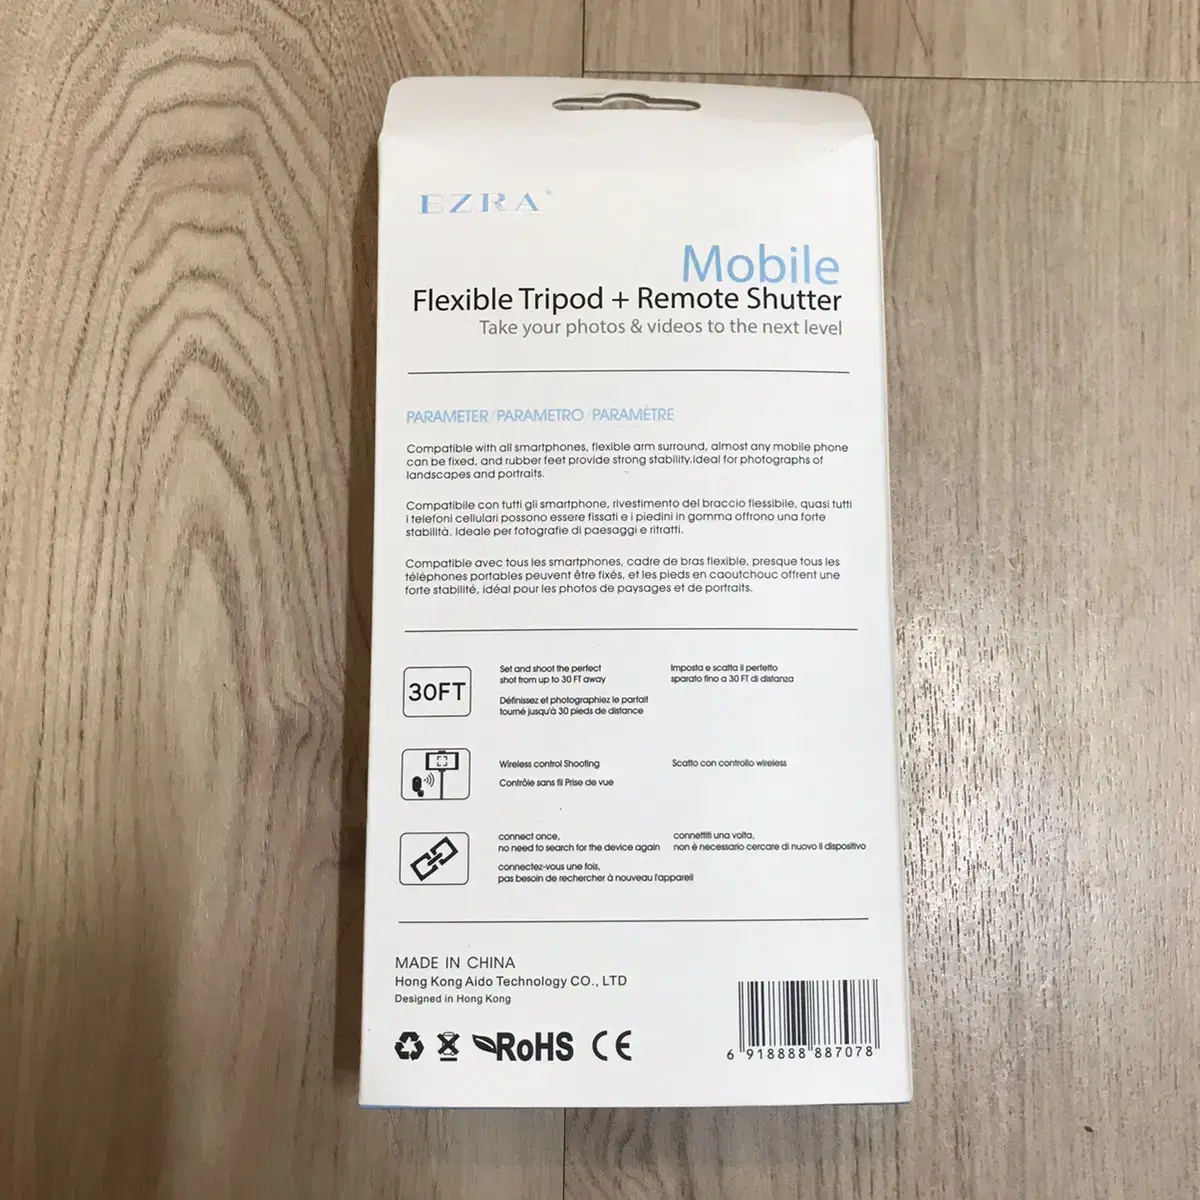 EZRA
Mobile
Flexible Tripod + Remote Shutter
Take your photos & videos to the next level
PARAMETER/PARAMETRO/PARAMÈTRE
Compatible with all smartphones, flexible arm surround, almost any mobile phone
can be fixed, and rubber feet provide strong stability.Ideal for photographs of
landscapes and portraits.
Compatibile con tutti gli smartphone, rivestimento del braccio flessibile, quasi tutti
i telefoni cellulari possono essere fissati e i piedini in gomma offrono una forte
stabilità. Ideale per fotografie di paesaggi e ritratti.
Compatible avec tous les smartphones, cadre de bras flexible, presque tous les
téléphones portables peuvent être fixés, et les pieds en caoutchouc offrent une
forte stabilité, idéal pour les photos de paysages et de portraits.
30FT
Set and shoot the perfect
shot from up to 30 FT away
Définissez et photographiez le parfait
tourné jusqu'à 30 pieds de distance
Imposta e scatta il perfetto
sparato fino a 30 FT di distanza
Wireless control Shooting
Contrôle sans fil Prise de vue
Scatto con controllo wireless
connect once,
no need to search for the device again
connectez-vous une fois,
pas besoin de rechercher à nouveau l'appareil
connettiti una volta,
non è necessario cercare di nuovo il dispositivo
MADE IN CHINA
Hong Kong Aido Technology CO., LTD
Designed in Hong Kong
RoHS CE
6 918888 887078